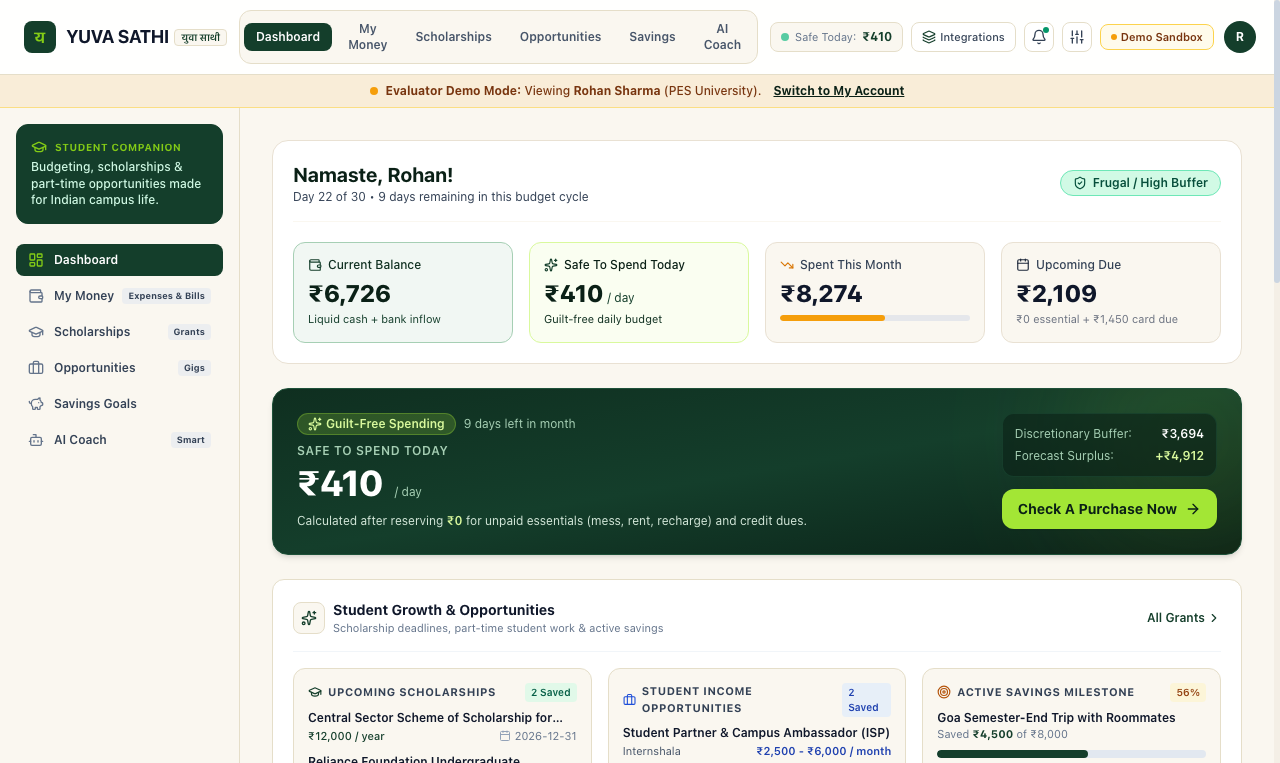 य YUVA SATHI युवा साथी
Dashboard
My Money
Scholarships
Opportunities
Savings
AI Coach
Safe Today: ₹410
Integrations
Demo Sandbox
R
Evaluator Demo Mode: Viewing Rohan Sharma (PES University). Switch to My Account
STUDENT COMPANION
Budgeting, scholarships &
part-time opportunities made
for Indian campus life.
Dashboard
My Money Expenses & Bills
Scholarships Grants
Opportunities Gigs
Savings Goals
AI Coach Smart
Namaste, Rohan!
Day 22 of 30 • 9 days remaining in this budget cycle
Frugal / High Buffer
Current Balance
₹6,726
Liquid cash + bank inflow
Safe To Spend Today
₹410 / day
Guilt-free daily budget
Spent This Month
₹8,274
Upcoming Due
₹2,109
₹0 essential + ₹1,450 card due
Guilt-Free Spending 9 days left in month
SAFE TO SPEND TODAY
₹410 / day
Calculated after reserving ₹0 for unpaid essentials (mess, rent, recharge) and credit dues.
Discretionary Buffer: ₹3,694
Forecast Surplus: +₹4,912
Check A Purchase Now
Student Growth & Opportunities
Scholarship deadlines, part-time student work & active savings
All Grants
UPCOMING SCHOLARSHIPS 2 Saved
Central Sector Scheme of Scholarship for...
₹12,000 / year 2026-12-31
Reliance Foundation Undergraduate
STUDENT INCOME
OPPORTUNITIES
2
Saved
Student Partner & Campus Ambassador (ISP)
Internshala ₹2,500 - ₹6,000 / month
ACTIVE SAVINGS MILESTONE 56%
Goa Semester-End Trip with Roommates
Saved ₹4,500 of ₹8,000